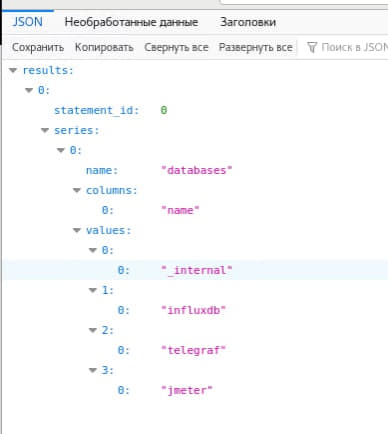 JSON Необработанные данные Заголовки
Сохранить Копировать Свернуть все Развернуть все Поиск в JSON
results:
0:
statement_id: 0
series:
0:
name: "databases"
columns:
0: "name"
values:
0:
0: "_internal"
1:
0: "influxdb"
2:
0: "telegraf"
3:
0: "jmeter"